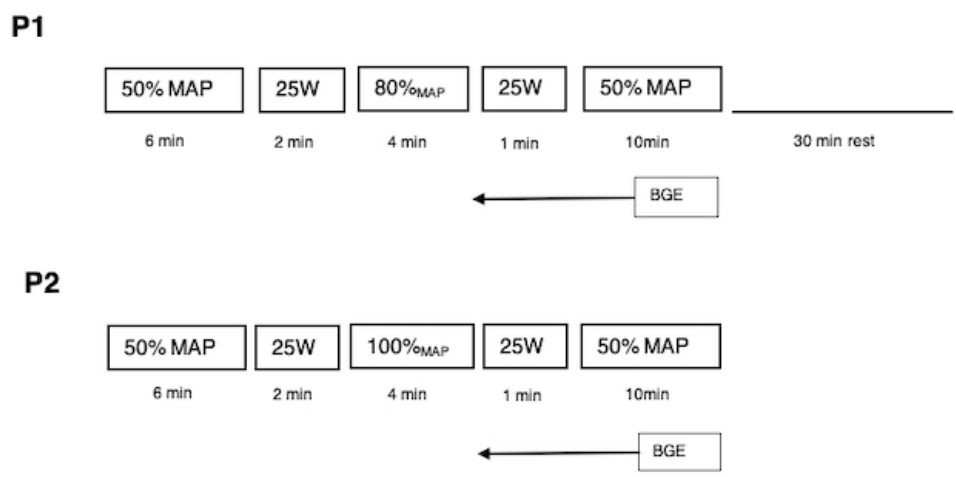 P1
50% MAP 25W 80%MAP 25W 50% MAP
6 min 2 min 4 min 1 min 10min 30 min rest
BGE
P2
50% MAP 25W 100%MAP 25W 50% MAP
6 min 2 min 4 min 1 min 10min
BGE